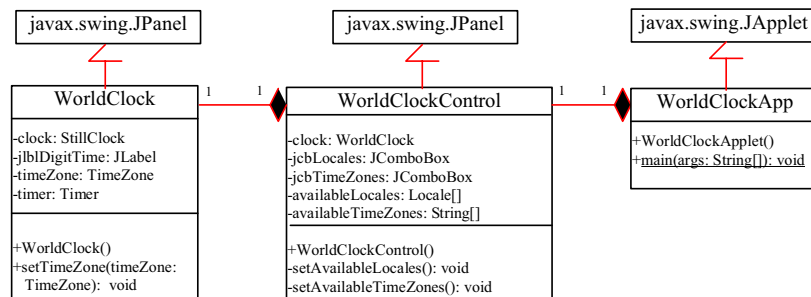 javax.swing.JPanel
javax.swing.JPanel
javax.swing.JApplet
WorldClock
-clock: StillClock
-jlblDigitTime: JLabel
-timeZone: TimeZone
-timer: Timer
+WorldClock()
+setTimeZone(timeZone:
TimeZone): void
1
1
WorldClockControl
-clock: WorldClock
-jcbLocales: JComboBox
-jcbTimeZones: JComboBox
-availableLocales: Locale[]
-availableTimeZones: String[]
+WorldClockControl()
-setAvailableLocales(): void
-setAvailableTimeZones(): void
1
1
WorldClockApp
+WorldClockApplet()
+main(args: String[]): void